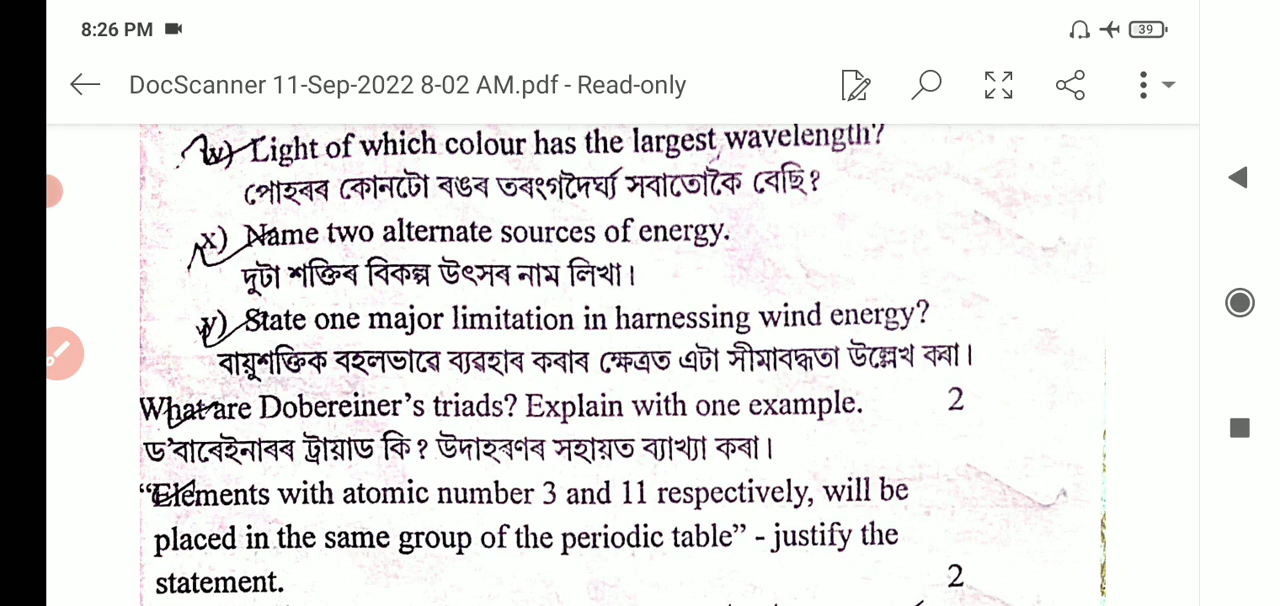 8:26 PM
39
DocScanner 11-Sep-2022 8-02 AM.pdf - Read-only
w) Light of which colour has the largest wavelength?
পোহৰৰ কোনটো ৰঙৰ তৰংগদৈৰ্ঘ্য সবাতোকৈ বেছি?
x) Name two alternate sources of energy.
দুটা শক্তিৰ বিকল্প উৎসৰ নাম লিখা।
y) State one major limitation in harnessing wind energy?
বায়ুশক্তিক বহলভাৱে ব্যৱহাৰ কৰাৰ ক্ষেত্ৰত এটা সীমাবদ্ধতা উল্লেখ কৰা।
What are Dobereiner's triads? Explain with one example. 2
ড'বাৰেইনাৰৰ ট্ৰায়াড কি? উদাহৰণৰ সহায়ত ব্যাখ্যা কৰা।
“Elements with atomic number 3 and 11 respectively, will be
placed in the same group of the periodic table” - justify the
statement. 2